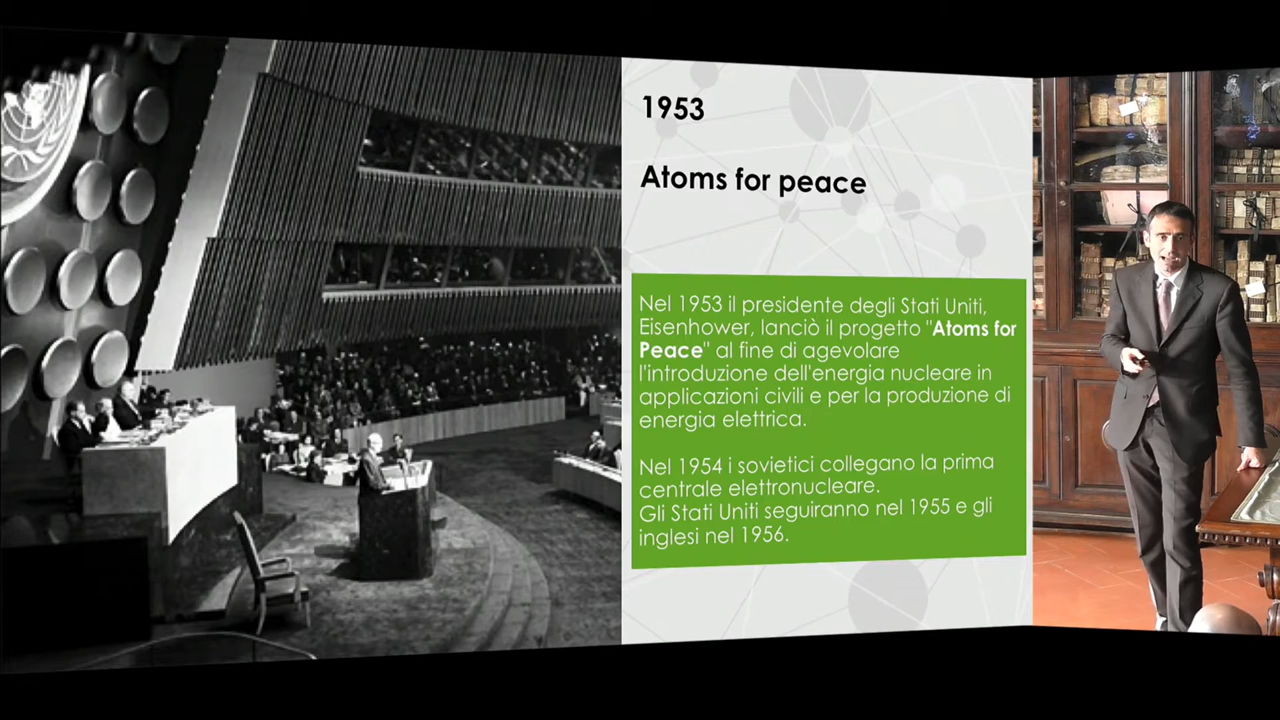 1953
Atoms for peace
Nel 1953 il presidente degli Stati Uniti,
Eisenhower, lanciò il progetto "Atoms for
Peace" al fine di agevolare
l'introduzione dell'energia nucleare in
applicazioni civili e per la produzione di
energia elettrica.
Nel 1954 i sovietici collegano la prima
centrale elettronucleare.
Gli Stati Uniti seguiranno nel 1955 e gli
inglesi nel 1956.